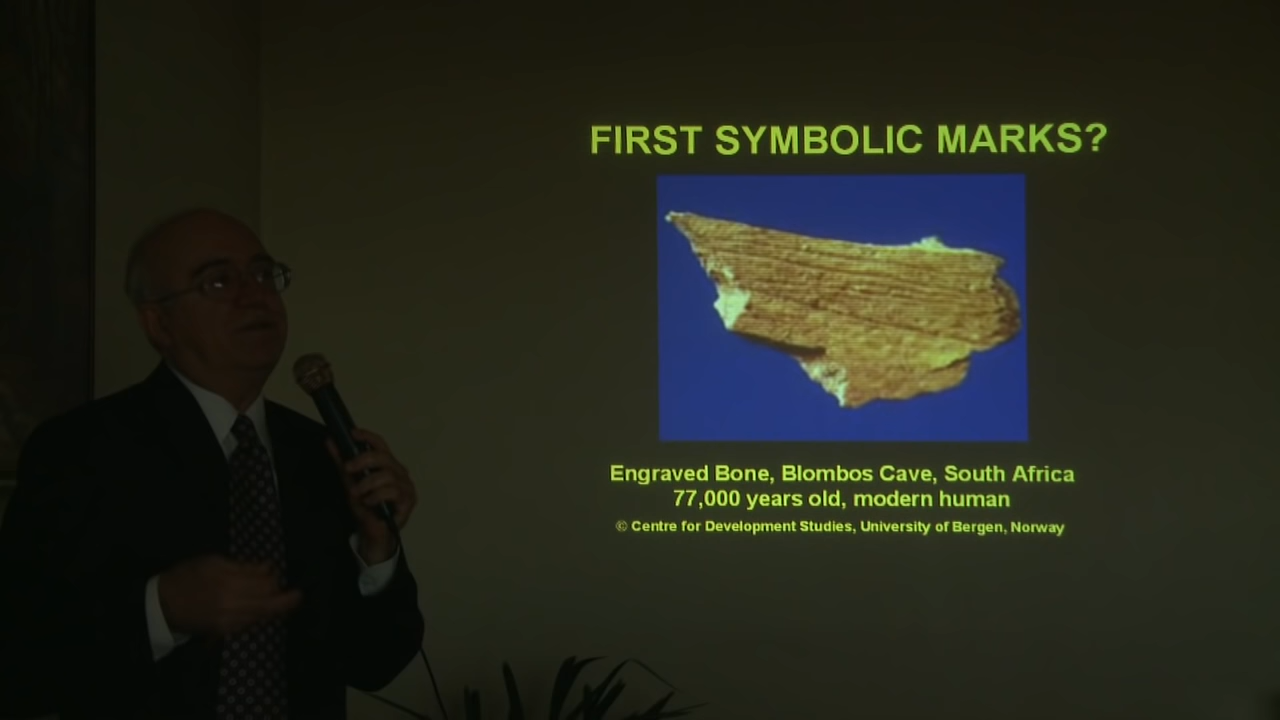 FIRST SYMBOLIC MARKS?
Engraved Bone, Blombos Cave, South Africa
77,000 years old, modern human
© Centre for Development Studies, University of Bergen, Norway